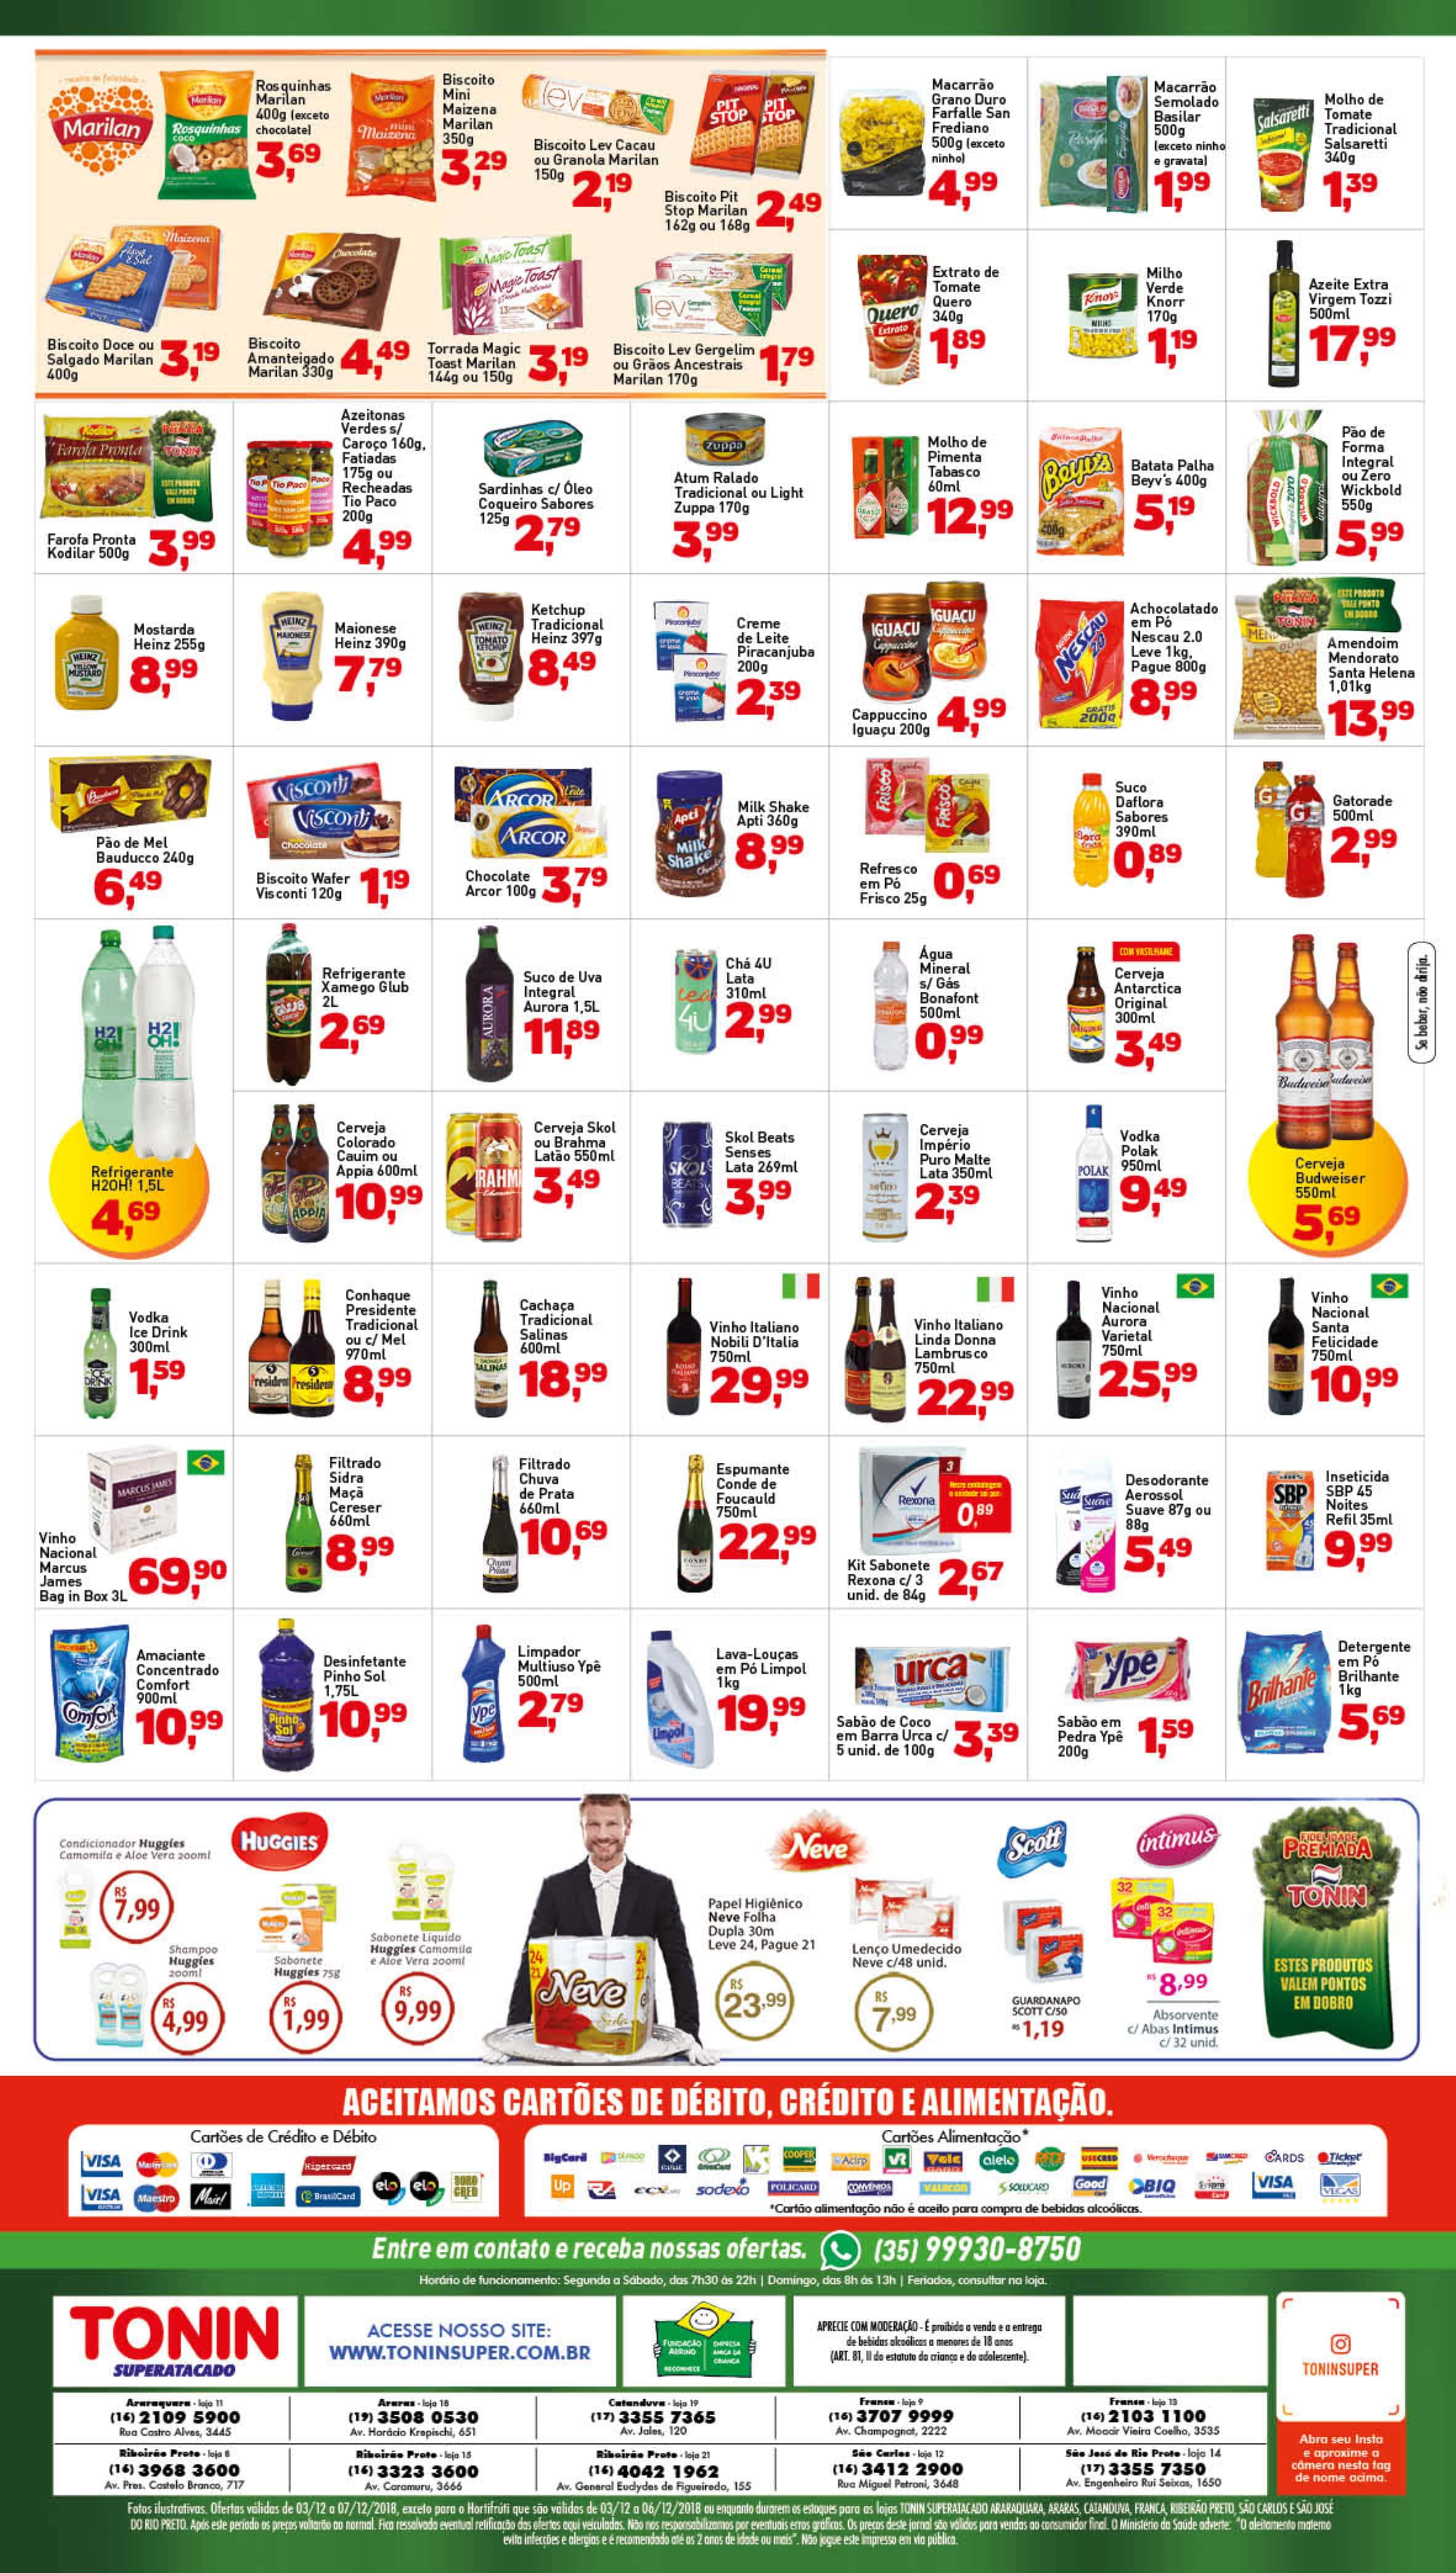 receita de felicidade
Marilan
Rosquinhas
Marilan
400g (exceto
chocolate)
3,69
Biscoito
Mini
Maizena
Marilan
350g
3,29
Biscoito Lev Cacau
ou Granola Marilan
150g
2,19
Biscoito Pit
Stop Marilan
162g ou 168g
2,49
Macarrão
Grano Duro
Farfalle San
Frediano
500g (exceto
ninho)
4,99
Macarrão
Semolado
Basilar
500g
(exceto ninho
e gravata)
1,99
Molho de
Tomate
Tradicional
Salsaretti
340g
1,39
Biscoito Doce ou
Salgado Marilan
400g
3,19
Biscoito
Amanteigado
Marilan 330g
4,49
Torrada Magic
Toast Marilan
144g ou 150g
3,19
Biscoito Lev Gergelim
ou Grãos Ancestrais
Marilan 170g
1,79
Extrato de
Tomate
Quero
340g
1,89
Milho
Verde
Knorr
170g
1,19
Azeite Extra
Virgem Tozzi
500ml
17,99
Farofa Pronta
Kodilar 500g
3,99
Azeitonas
Verdes s/
Caroço 160g,
Fatiadas
175g ou
Recheadas
Tio Paco
200g
4,99
Sardinhas c/ Óleo
Coqueiro Sabores
125g
2,79
Atum Ralado
Tradicional ou Light
Zuppa 170g
3,99
Molho de
Pimenta
Tabasco
60ml
12,99
Batata Palha
Beyv's 400g
5,19
Pão de
Forma
Integral
ou Zero
Wickbold
550g
5,99
Mostarda
Heinz 255g
8,99
Maionese
Heinz 390g
7,79
Ketchup
Tradicional
Heinz 397g
8,49
Creme
de Leite
Piracanjuba
200g
2,39
Cappuccino
Iguaçu 200g
4,99
Achocolatado
em Pó
Nescau 2.0
Leve 1kg,
Pague 800g
8,99
ESTE PRODUTO
VALE PONTO
EM DOBRO
Amendoim
Mendorato
Santa Helena
1,01kg
13,99
Pão de Mel
Bauducco 240g
6,49
Biscoito Wafer
Visconti 120g
1,19
Chocolate
Arcor 100g
3,79
Milk Shake
Apti 360g
8,99
Refresco
em Pó
Frisco 25g
0,69
Suco
Daflora
Sabores
390ml
0,89
Gatorade
500ml
2,99
Refrigerante
H2OH! 1,5L
4,69
Refrigerante
Xamego Glub
2L
2,69
Suco de Uva
Integral
Aurora 1,5L
11,89
Chá 4U
Lata
310ml
2,99
Água
Mineral
s/ Gás
Bonafont
500ml
0,99
COM VASILHAME
Cerveja
Antarctica
Original
300ml
3,49
Se beber, não dirija.
Cerveja
Colorado
Cauim ou
Appia 600ml
10,99
Cerveja Skol
ou Brahma
Latão 550ml
3,49
Skol Beats
Senses
Lata 269ml
3,99
Cerveja
Império
Puro Malte
Lata 350ml
2,39
Vodka
Polak
950ml
9,49
Cerveja
Budweiser
550ml
5,69
Vodka
Ice Drink
300ml
1,59
Conhaque
Presidente
Tradicional
ou c/ Mel
970ml
8,99
Cachaça
Tradicional
Salinas
600ml
18,99
Vinho Italiano
Nobili D'Italia
750ml
29,99
Vinho Italiano
Linda Donna
Lambrusco
750ml
22,99
Vinho
Nacional
Aurora
Varietal
750ml
25,99
Vinho
Nacional
Santa
Felicidade
750ml
10,99
Vinho
Nacional
Marcus
James
Bag in Box 3L
69,90
Filtrado
Sidra
Maçã
Cereser
660ml
8,99
Filtrado
Chuva
de Prata
660ml
10,69
Espumante
Conde de
Foucauld
750ml
22,99
3
Nesta embalagem
a unidade sai por:
0,89
Kit Sabonete
Rexona c/ 3
unid. de 84g
2,67
Desodorante
Aerossol
Suave 87g ou
88g
5,49
Inseticida
SBP 45
Noites
Refil 35ml
9,99
Amaciante
Concentrado
Comfort
900ml
10,99
Desinfetante
Pinho Sol
1,75L
10,99
Limpador
Multiuso Ypê
500ml
2,79
Lava-Louças
em Pó Limpol
1kg
19,99
Sabão de Coco
em Barra Urca c/
5 unid. de 100g
3,39
Sabão em
Pedra Ypê
200g
1,59
Detergente
em Pó
Brilhante
1kg
5,69
Condicionador Huggies
Camomila e Aloe Vera 200ml
R$ 7,99
HUGGIES
Shampoo
Huggies
200ml
R$ 4,99
Sabonete
Huggies 75g
R$ 1,99
Sabonete Líquido
Huggies Camomila
e Aloe Vera 200ml
R$ 9,99
Neve
Papel Higiênico
Neve Folha
Dupla 30m
Leve 24, Pague 21
R$ 23,99
Lenço Umedecido
Neve c/48 unid.
R$ 7,99
Scott
GUARDANAPO
SCOTT C/50
R$ 1,19
intimus
R$ 8,99
Absorvente
c/ Abas Intimus
c/ 32 unid.
FIDELIDADE
PREMIADA
TONIN
ESTES PRODUTOS
VALEM PONTOS
EM DOBRO
ACEITAMOS CARTÕES DE DÉBITO, CRÉDITO E ALIMENTAÇÃO.
Cartões de Crédito e Débito
VISA MasterCard Hipercard
VISA Maestro Mais! BrasilCard elo elo SORO CRED
Cartões Alimentação*
BigCard COOPER Acirp VR Vale alelo USECRED Verocheque CARDS Ticket
Up sodexo POLICARD CONVÊNIOS VALECON SOLUCARD Good BIQ VISA VEGAS
*Cartão alimentação não é aceito para compra de bebidas alcoólicas.
Entre em contato e receba nossas ofertas. (35) 99930-8750
Horário de funcionamento: Segunda a Sábado, das 7h30 às 22h | Domingo, das 8h às 13h | Feriados, consultar na loja.
TONIN
SUPERATACADO
ACESSE NOSSO SITE:
WWW.TONINSUPER.COM.BR
FUNDAÇÃO ABRINQ
RECONHECE
EMPRESA
AMIGA DA
CRIANÇA
APRECIE COM MODERAÇÃO - É proibida a venda e a entrega
de bebidas alcoólicas a menores de 18 anos
(ART. 81, II do estatuto da criança e do adolescente).
TONINSUPER
Abra seu Insta
e aproxime a
câmera nesta tag
de nome acima.
Araraquara - loja 11
(16) 2109 5900
Rua Castro Alves, 3445
Araras - loja 18
(19) 3508 0530
Av. Horácio Krepischi, 651
Catanduva - loja 19
(17) 3355 7365
Av. Jales, 120
Franca - loja 9
(16) 3707 9999
Av. Champagnat, 2222
Franca - loja 13
(16) 2103 1100
Av. Moacir Vieira Coelho, 3535
Ribeirão Preto - loja 8
(16) 3968 3600
Av. Pres. Castelo Branco, 717
Ribeirão Preto - loja 15
(16) 3323 3600
Av. Caramuru, 3666
Ribeirão Preto - loja 21
(16) 4042 1962
Av. General Euclydes de Figueiredo, 155
São Carlos - loja 12
(16) 3412 2900
Rua Miguel Petroni, 3648
São José do Rio Preto - loja 14
(17) 3355 7350
Av. Engenheiro Rui Seixas, 1650
Fotos ilustrativas. Ofertas válidas de 03/12 a 07/12/2018, exceto para o Hortifrúti que são válidas de 03/12 a 06/12/2018 ou enquanto durarem os estoques para as lojas TONIN SUPERATACADO ARARAQUARA, ARARAS, CATANDUVA, FRANCA, RIBEIRÃO PRETO, SÃO CARLOS E SÃO JOSÉ
DO RIO PRETO. Após este período os preços voltarão ao normal. Fica ressalvada eventual retificação das ofertas aqui veiculadas. Não nos responsabilizamos por eventuais erros gráficos. Os preços deste jornal são válidos para vendas ao consumidor final. O Ministério da Saúde adverte: "O aleitamento materno
evita infecções e alergias e é recomendado até os 2 anos de idade ou mais". Não jogue este impresso em via pública.